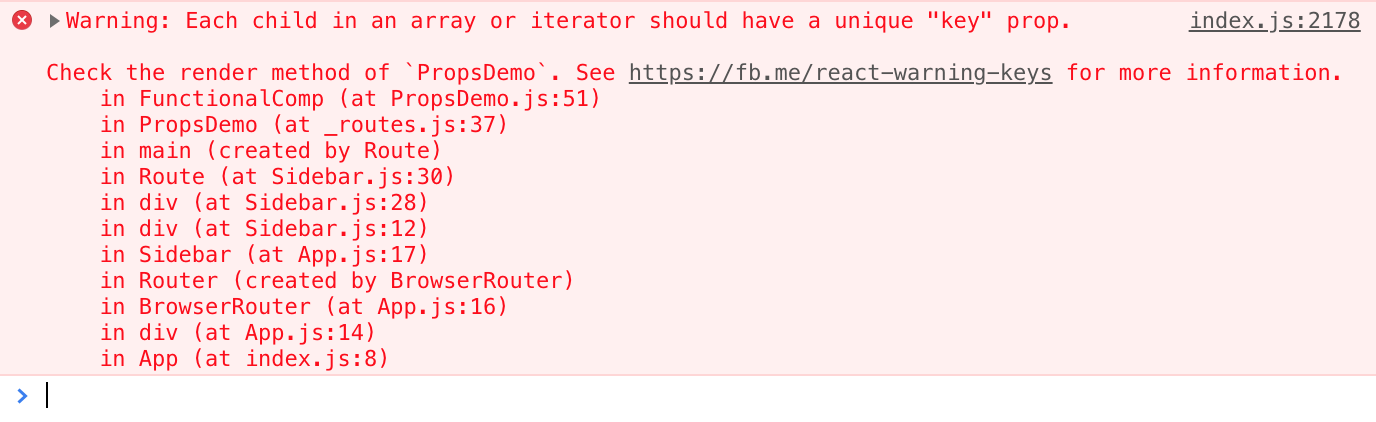 Warning: Each child in an array or iterator should have a unique "key" prop. index.js:2178
Check the render method of `PropsDemo`. See https://fb.me/react-warning-keys for more information.
in FunctionalComp (at PropsDemo.js:51)
in PropsDemo (at _routes.js:37)
in main (created by Route)
in Route (at Sidebar.js:30)
in div (at Sidebar.js:28)
in div (at Sidebar.js:12)
in Sidebar (at App.js:17)
in Router (created by BrowserRouter)
in BrowserRouter (at App.js:16)
in div (at App.js:14)
in App (at index.js:8)